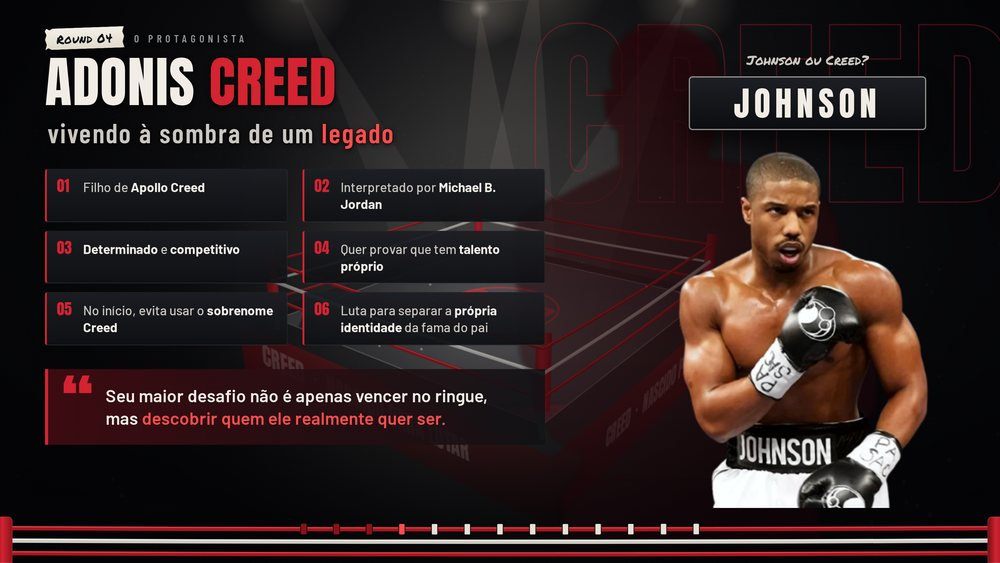 ROUND 04
O PROTAGONISTA
ADONIS CREED
vivendo à sombra de um legado
01 Filho de Apollo Creed
02 Interpretado por Michael B.
Jordan
03 Determinado e competitivo
04 Quer provar que tem talento
próprio
05 No início, evita usar o sobrenome
Creed
06 Luta para separar a própria
identidade da fama do pai
“ Seu maior desafio não é apenas vencer no ringue,
mas descobrir quem ele realmente quer ser.
CREED
JOHNSON OU CREED?
JOHNSON
JOHNSON
CREED
CREED · NASCIDO